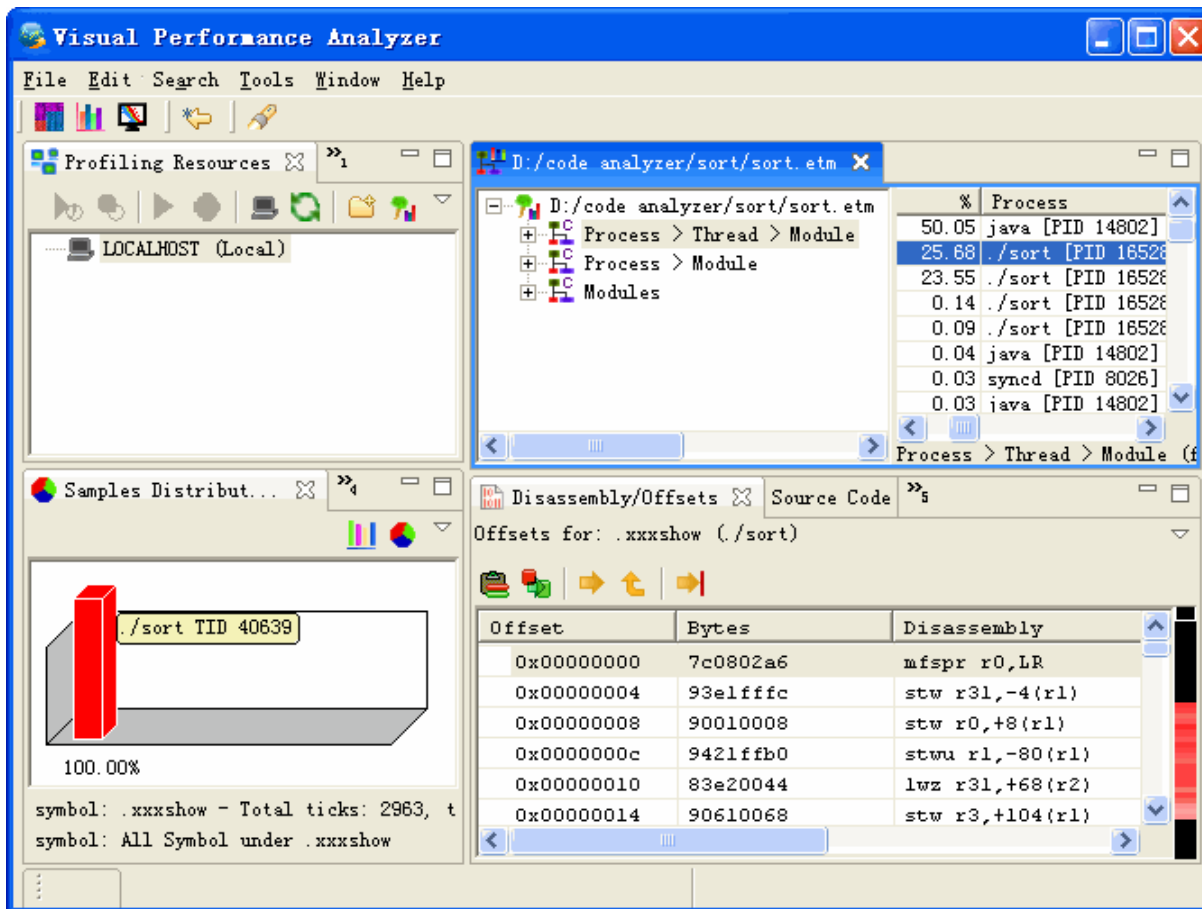 Visual Performance Analyzer
File Edit Search Tools Window Help
Profiling Resources
»1
LOCALHOST (Local)
D:/code analyzer/sort/sort.etm
D:/code analyzer/sort/sort.etm
Process > Thread > Module
Process > Module
Modules
% Process
50.05 java [PID 14802]
25.68 ./sort [PID 16528
23.55 ./sort [PID 16528
0.14 ./sort [PID 16528
0.09 ./sort [PID 16528
0.04 java [PID 14802]
0.03 syncd [PID 8026]
0.03 java [PID 14802]
Process > Thread > Module (f
Samples Distribut...
»4
./sort TID 40639
100.00%
symbol: .xxxshow - Total ticks: 2963, t
symbol: All Symbol under .xxxshow
Disassembly/Offsets Source Code »5
Offsets for: .xxxshow (./sort)
Offset Bytes Disassembly
0x00000000 7c0802a6 mfspr r0,LR
0x00000004 93e1fffc stw r31,-4(r1)
0x00000008 90010008 stw r0,+8(r1)
0x0000000c 9421ffb0 stwu r1,-80(r1)
0x00000010 83e20044 lwz r31,+68(r2)
0x00000014 90610068 stw r3,+104(r1)